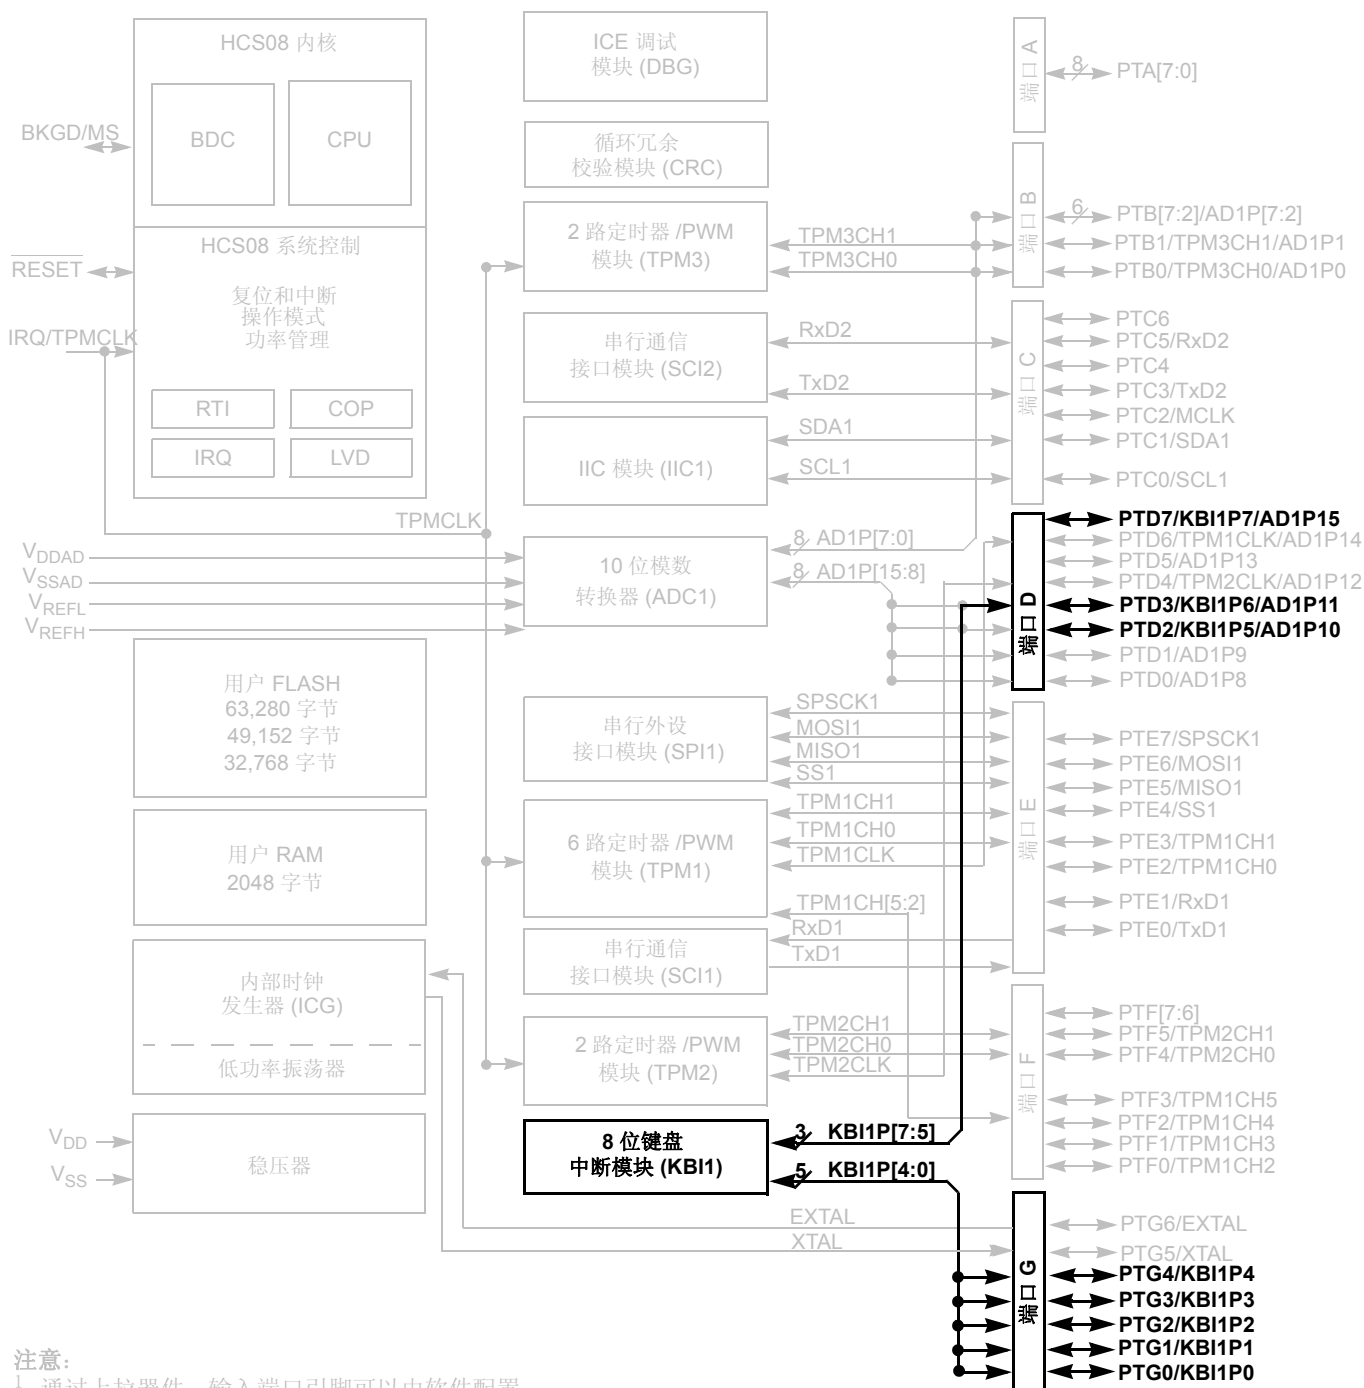 HCS08 内核
BDC
CPU
BKGD/MS
HCS08 系统控制
RESET
复位和中断
操作模式
功率管理
IRQ/TPMCLK
RTI
COP
IRQ
LVD
TPMCLK
VDDAD
VSSAD
VREFL
VREFH
用户 FLASH
63,280 字节
49,152 字节
32,768 字节
用户 RAM
2048 字节
内部时钟
发生器 (ICG)
低功率振荡器
VDD
VSS
稳压器
ICE 调试
模块 (DBG)
循环冗余
校验模块 (CRC)
2 路定时器 /PWM
模块 (TPM3)
串行通信
接口模块 (SCI2)
IIC 模块 (IIC1)
10 位模数
转换器 (ADC1)
串行外设
接口模块 (SPI1)
6 路定时器 /PWM
模块 (TPM1)
串行通信
接口模块 (SCI1)
2 路定时器 /PWM
模块 (TPM2)
8 位键盘
中断模块 (KBI1)
TPM3CH1
TPM3CH0
RxD2
TxD2
SDA1
SCL1
8 AD1P[7:0]
8 AD1P[15:8]
SPSCK1
MOSI1
MISO1
SS1
TPM1CH1
TPM1CH0
TPM1CLK
TPM1CH[5:2]
RxD1
TxD1
TPM2CH1
TPM2CH0
TPM2CLK
3 KBI1P[7:5]
5 KBI1P[4:0]
EXTAL
XTAL
端口 A
8 PTA[7:0]
端口 B
6 PTB[7:2]/AD1P[7:2]
PTB1/TPM3CH1/AD1P1
PTB0/TPM3CH0/AD1P0
端口 C
PTC6
PTC5/RxD2
PTC4
PTC3/TxD2
PTC2/MCLK
PTC1/SDA1
PTC0/SCL1
端口 D
PTD7/KBI1P7/AD1P15
PTD6/TPM1CLK/AD1P14
PTD5/AD1P13
PTD4/TPM2CLK/AD1P12
PTD3/KBI1P6/AD1P11
PTD2/KBI1P5/AD1P10
PTD1/AD1P9
PTD0/AD1P8
端口 E
PTE7/SPSCK1
PTE6/MOSI1
PTE5/MISO1
PTE4/SS1
PTE3/TPM1CH1
PTE2/TPM1CH0
PTE1/RxD1
PTE0/TxD1
端口 F
PTF[7:6]
PTF5/TPM2CH1
PTF4/TPM2CH0
PTF3/TPM1CH5
PTF2/TPM1CH4
PTF1/TPM1CH3
PTF0/TPM1CH2
端口 G
PTG6/EXTAL
PTG5/XTAL
PTG4/KBI1P4
PTG3/KBI1P3
PTG2/KBI1P2
PTG1/KBI1P1
PTG0/KBI1P0
注意：